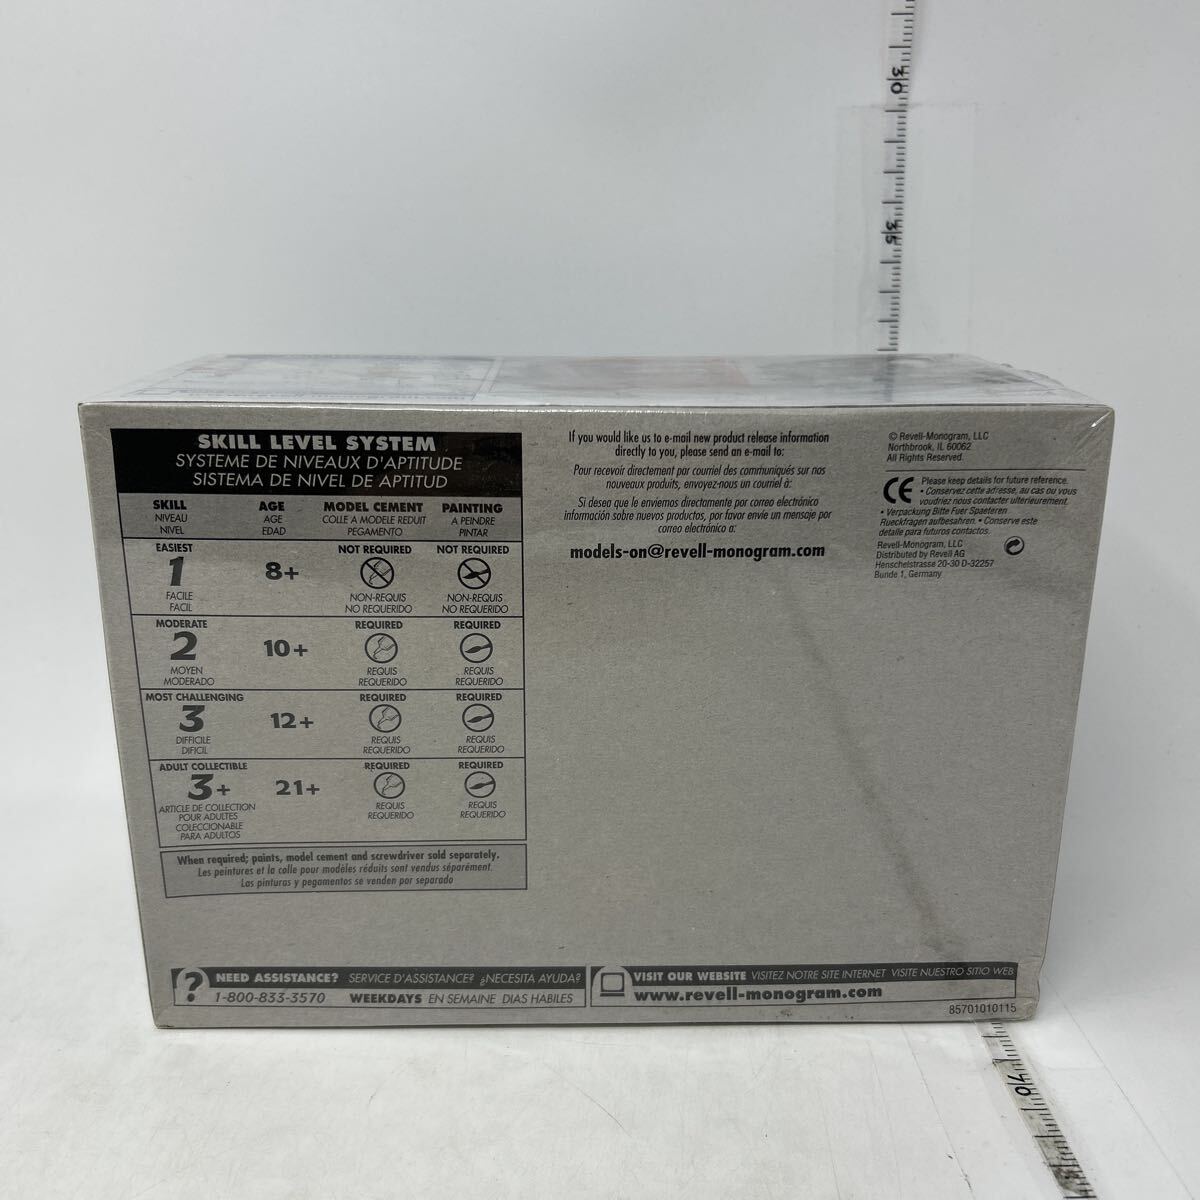 SKILL LEVEL SYSTEM
SYSTEME DE NIVEAUX D'APTITUDE
SISTEMA DE NIVEL DE APTITUD
SKILL AGE MODEL CEMENT PAINTING
NIVEAU AGE COLLE A MODELE REDUIT A PEINDRE
NIVEL EDAD PEGAMENTO PINTAR
EASIEST NOT REQUIRED NOT REQUIRED
1 8+
FACILE NON-REQUIS NON-REQUIS
FACIL NO REQUERIDO NO REQUERIDO
MODERATE REQUIRED REQUIRED
2 10+
MOYEN REQUIS REQUIS
MODERADO REQUERIDO REQUERIDO
MOST CHALLENGING REQUIRED REQUIRED
3 12+
DIFFICILE REQUIS REQUIS
DIFICIL REQUERIDO REQUERIDO
ADULT COLLECTIBLE REQUIRED REQUIRED
3+ 21+
ARTICLE DE COLLECTION REQUIS REQUIS
POUR ADULTES REQUERIDO REQUERIDO
COLECCIONABLE
PARA ADULTOS
When required; paints, model cement and screwdriver sold separately.
Les peintures et la colle pour modèles réduits sont vendus séparément.
Las pinturas y pegamentos se venden por separado
If you would like us to e-mail new product release information
directly to you, please send an e-mail to:
Pour recevoir directement par courriel des communiqués sur nos
nouveaux produits, envoyez-nous un courriel à:
Si desea que le enviemos directamente por correo electrónico
información sobre nuevos productos, por favor envíe un mensaje por
correo electrónico a:
models-on@revell-monogram.com
© Revell-Monogram, LLC
Northbrook, IL 60062
All Rights Reserved.
CE Please keep details for future reference.
• Conservez cette adresse, au cas ou vous
voudriez nous contacter ulterieurement.
• Verpackung Bitte Fuer Spaeteren
Rueckfragen aufbesahren. • Conserve este
detalle para futuros contactos.
Revell-Monogram, LLC
Distributed by Revell AG
Henschelstrasse 20-30 D-32257
Bunde 1, Germany
? NEED ASSISTANCE? SERVICE D'ASSISTANCE? ¿NECESITA AYUDA?
1-800-833-3570 WEEKDAYS EN SEMAINE DIAS HABILES
VISIT OUR WEBSITE VISITEZ NOTRE SITE INTERNET VISITE NUESTRO SITIO WEB
www.revell-monogram.com
85701010115
30
35
70